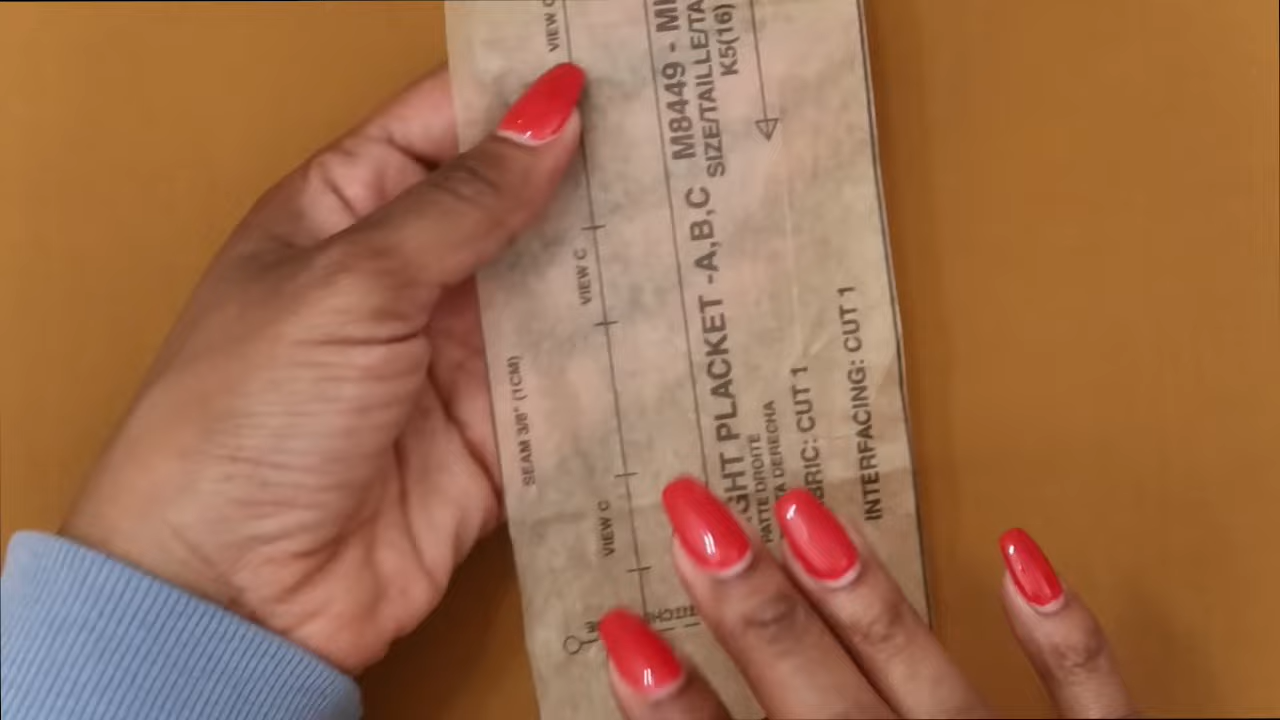 VIEW C
VIEW C
SEAM 3/8" (1CM)
VIEW C
M8449 -
SIZE/TAILLE/TA
K5(16)
GHT PLACKET -A,B,C
PATTE DROITE
TA DERECHA
BRIC: CUT 1
INTERFACING: CUT 1